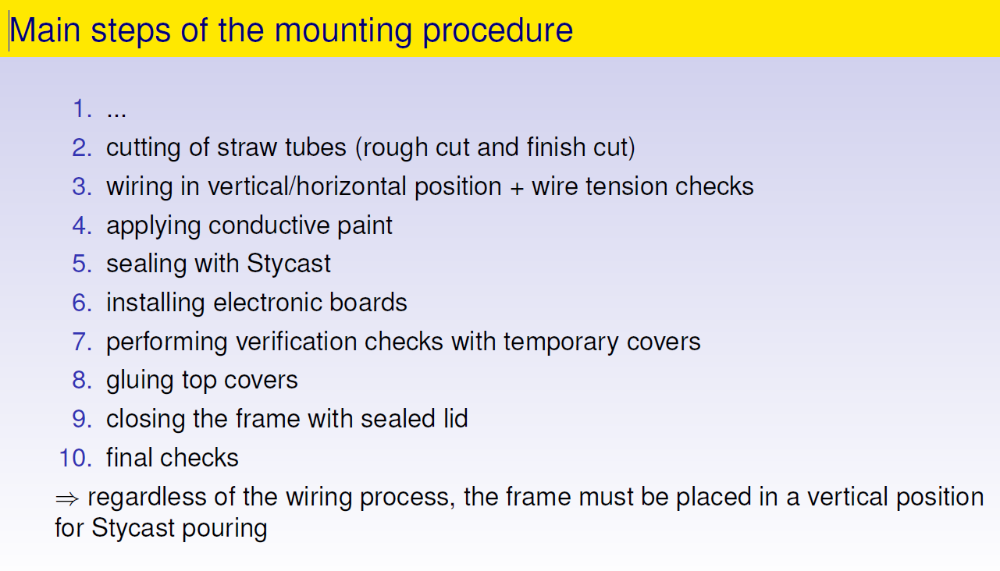 Main steps of the mounting procedure
1. ...
2. cutting of straw tubes (rough cut and finish cut)
3. wiring in vertical/horizontal position + wire tension checks
4. applying conductive paint
5. sealing with Stycast
6. installing electronic boards
7. performing verification checks with temporary covers
8. gluing top covers
9. closing the frame with sealed lid
10. final checks
⇒ regardless of the wiring process, the frame must be placed in a vertical position
for Stycast pouring